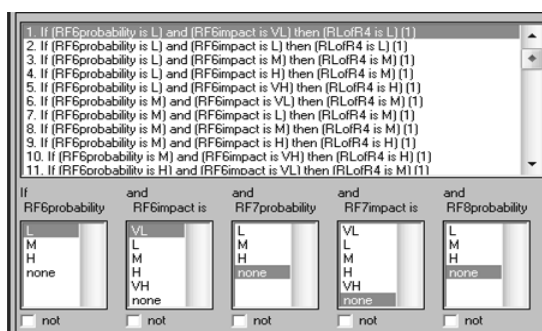 1. If (RF6probability is L) and (RF6impact is VL) then (RLofR4 is L) (1)
2. If (RF6probability is L) and (RF6impact is L) then (RLofR4 is L) (1)
3. If (RF6probability is L) and (RF6impact is M) then (RLofR4 is M) (1)
4. If (RF6probability is L) and (RF6impact is H) then (RLofR4 is M) (1)
5. If (RF6probability is L) and (RF6impact is VH) then (RLofR4 is H) (1)
6. If (RF6probability is M) and (RF6impact is VL) then (RLofR4 is M) (1)
7. If (RF6probability is M) and (RF6impact is L) then (RLofR4 is M) (1)
8. If (RF6probability is M) and (RF6impact is M) then (RLofR4 is M) (1)
9. If (RF6probability is M) and (RF6impact is H) then (RLofR4 is M) (1)
10. If (RF6probability is M) and (RF6impact is VH) then (RLofR4 is H) (1)
11. If (RF6probability is H) and (RF6impact is VL) then (RLofR4 is M) (1)
If and and and and
RF6probability RF6impact is RF7probability RF7impact is RF8probability
L VL L VL L
M L M L M
H M H M H
none H none H none
VH VH
none none
not not not not not